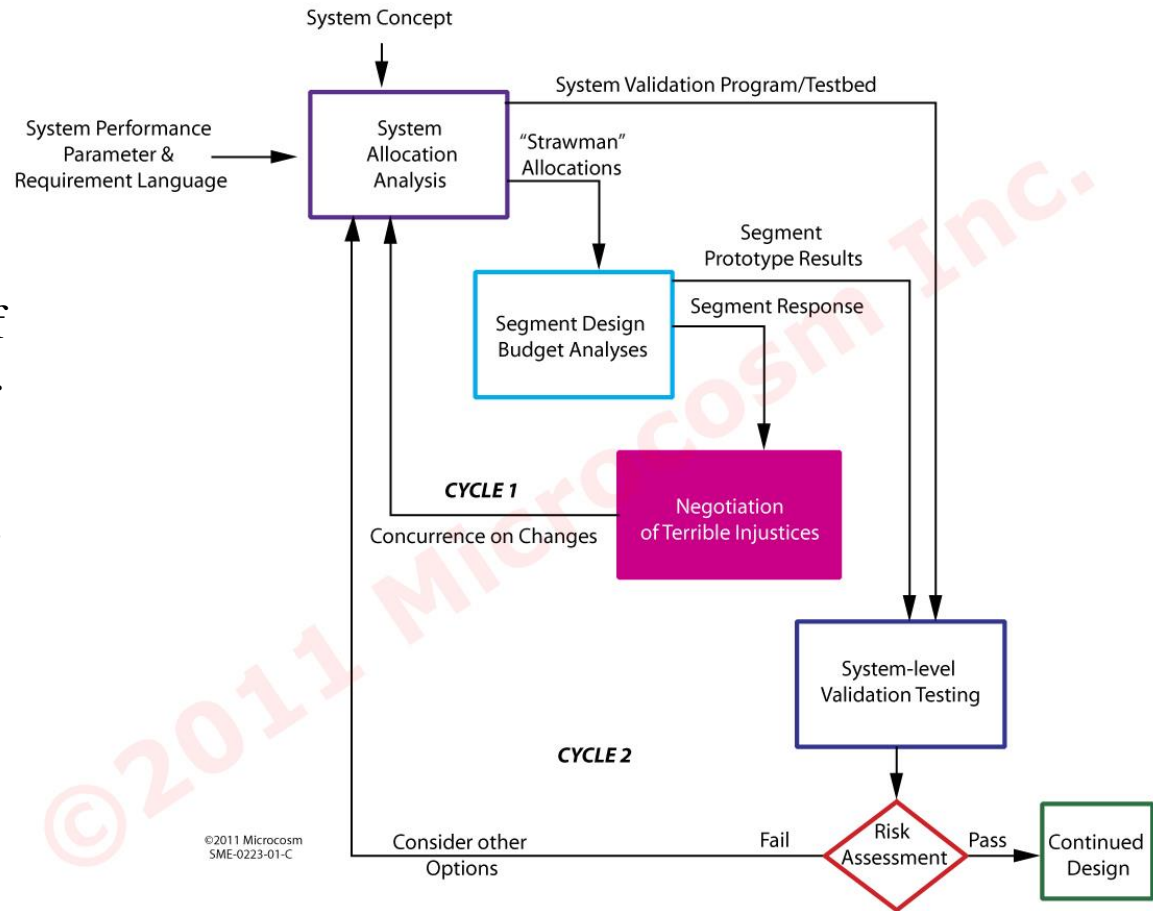 System Concept
System Validation Program/Testbed
System Performance
Parameter &
Requirement Language
System
Allocation
Analysis
“Strawman”
Allocations
Segment
Prototype Results
Segment Design
Budget Analyses
Segment Response
f
CYCLE 1
Concurrence on Changes
Negotiation
of Terrible Injustices
System-level
Validation Testing
CYCLE 2
©2011 Microcosm
SME-0223-01-C
Consider other
Options
Fail
Risk
Assessment
Pass
Continued
Design
©2011 Microcosm Inc.